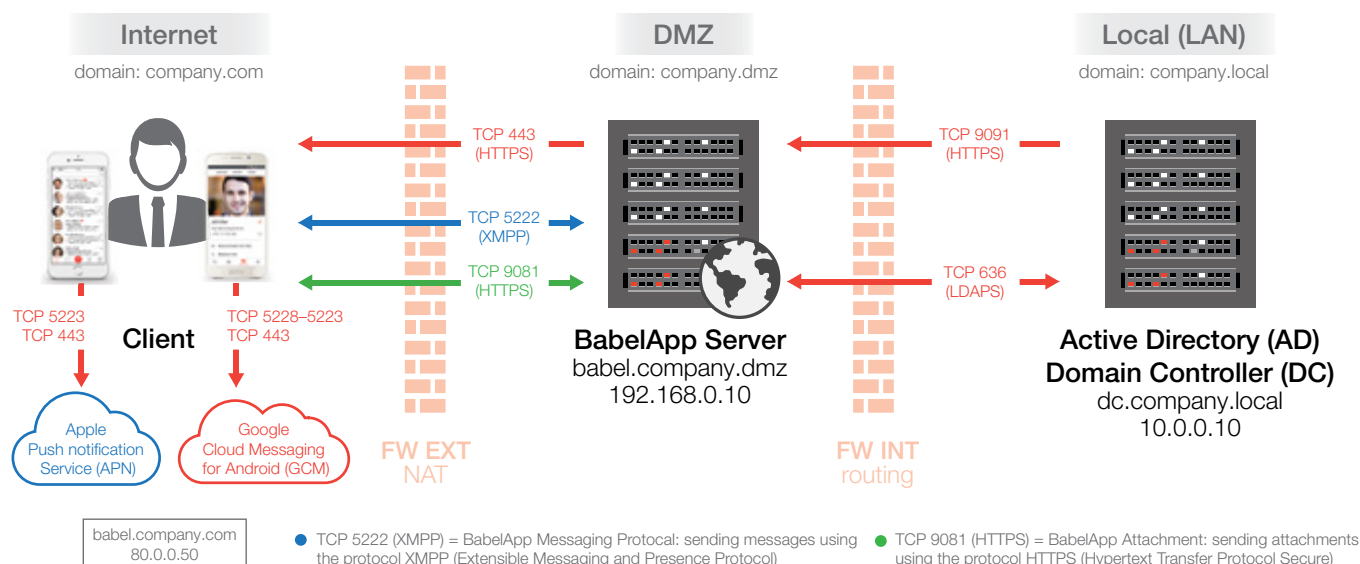 Internet
domain: company.com
DMZ
domain: company.dmz
Local (LAN)
domain: company.local
TCP 443
(HTTPS)
TCP 9091
(HTTPS)
TCP 5222
(XMPP)
TCP 9081
(HTTPS)
TCP 636
(LDAPS)
TCP 5223
TCP 443
Client
TCP 5228–5223
TCP 443
BabelApp Server
babel.company.dmz
192.168.0.10
Active Directory (AD)
Domain Controller (DC)
dc.company.local
10.0.0.10
Apple
Push notification
Service (APN)
Google
Cloud Messaging
for Android (GCM)
FW EXT
NAT
FW INT
routing
babel.company.com
80.0.0.50
TCP 5222 (XMPP) = BabelApp Messaging Protocal: sending messages using
the protocol XMPP (Extensible Messaging and Presence Protocol)
TCP 9081 (HTTPS) = BabelApp Attachment: sending attachments
using the protocol HTTPS (Hypertext Transfer Protocol Secure)